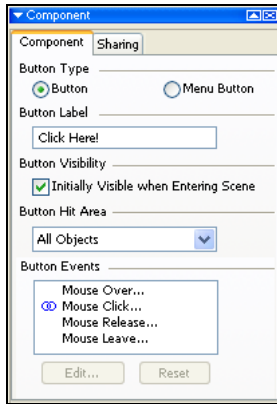 Component
Component Sharing
Button Type
Button Menu Button
Button Label
Click Here!
Button Visibility
Initially Visible when Entering Scene
Button Hit Area
All Objects
Button Events
Mouse Over...
Mouse Click...
Mouse Release...
Mouse Leave...
Edit... Reset